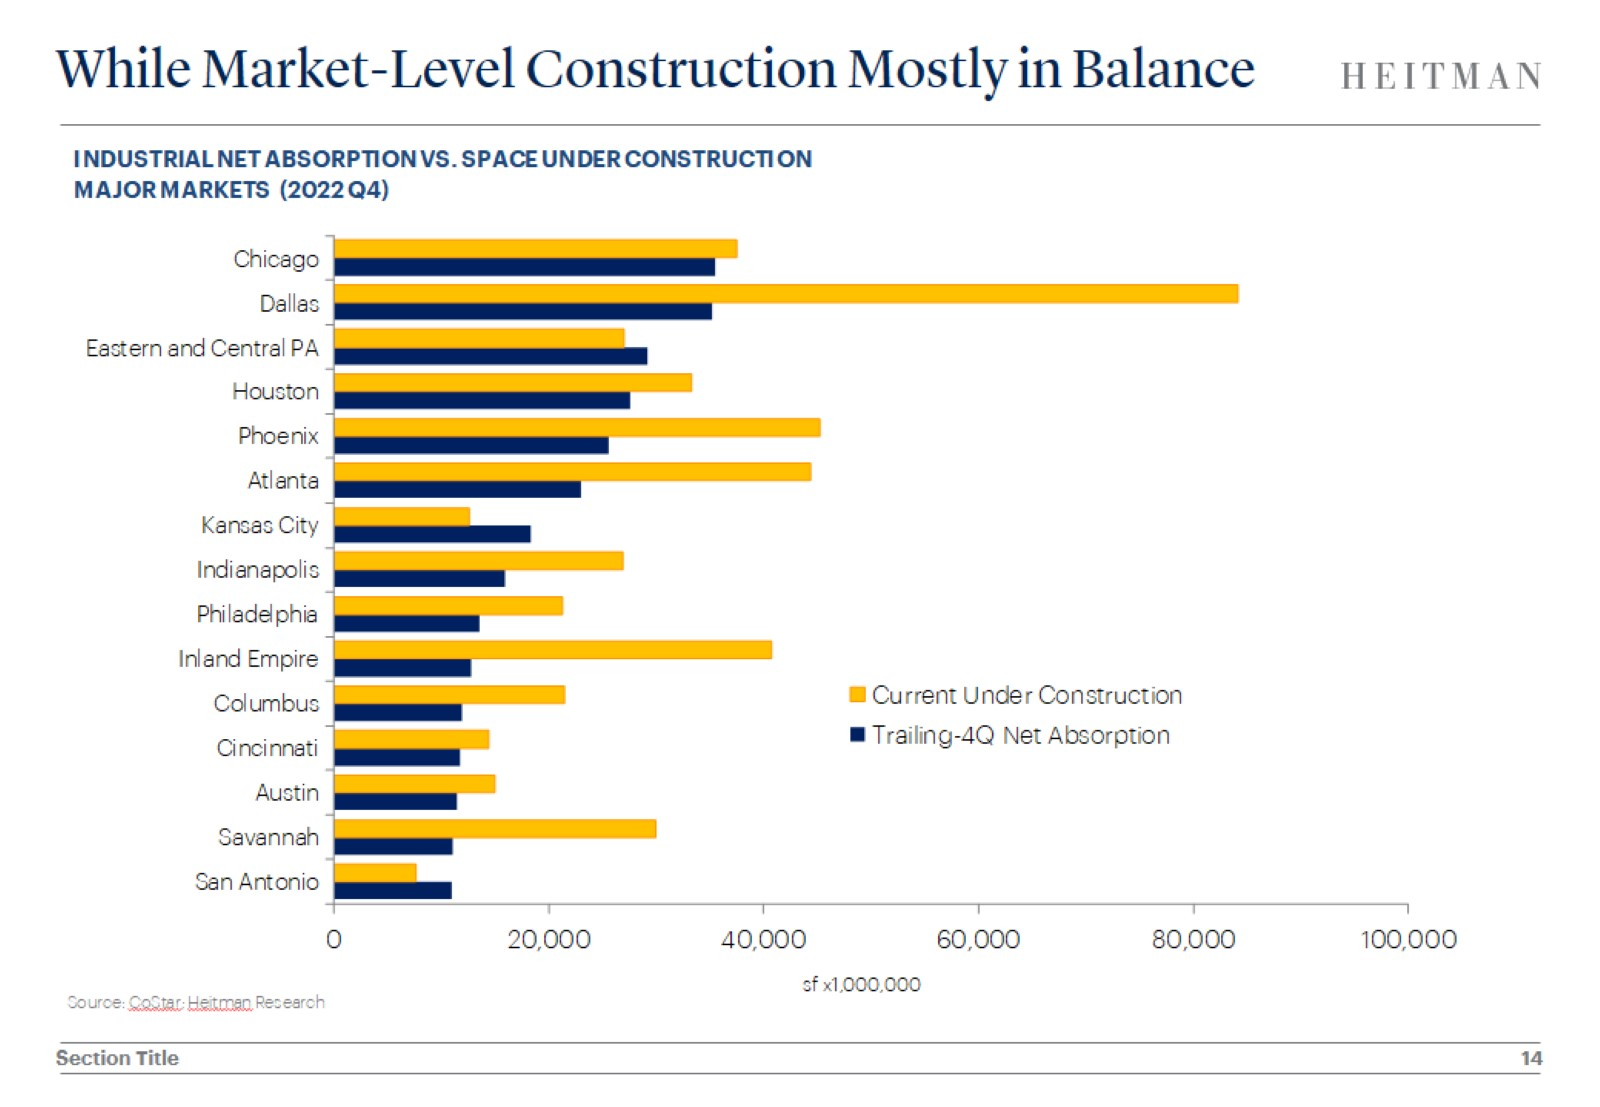 While Market-Level Construction Mostly in Balance
HEITMAN
INDUSTRIAL NET ABSORPTION VS. SPACE UNDER CONSTRUCTION
MAJOR MARKETS (2022 Q4)
Chicago
Dallas
Eastern and Central PA
Houston
Phoenix
Atlanta
Kansas City
Indianapolis
Philadelphia
Inland Empire
Columbus
Cincinnati
Austin
Savannah
San Antonio
Current Under Construction
Trailing-4Q Net Absorption
0 20,000 40,000 60,000 80,000 100,000
sf x1,000,000
Source: CoStar; Heitman Research
Section Title
14